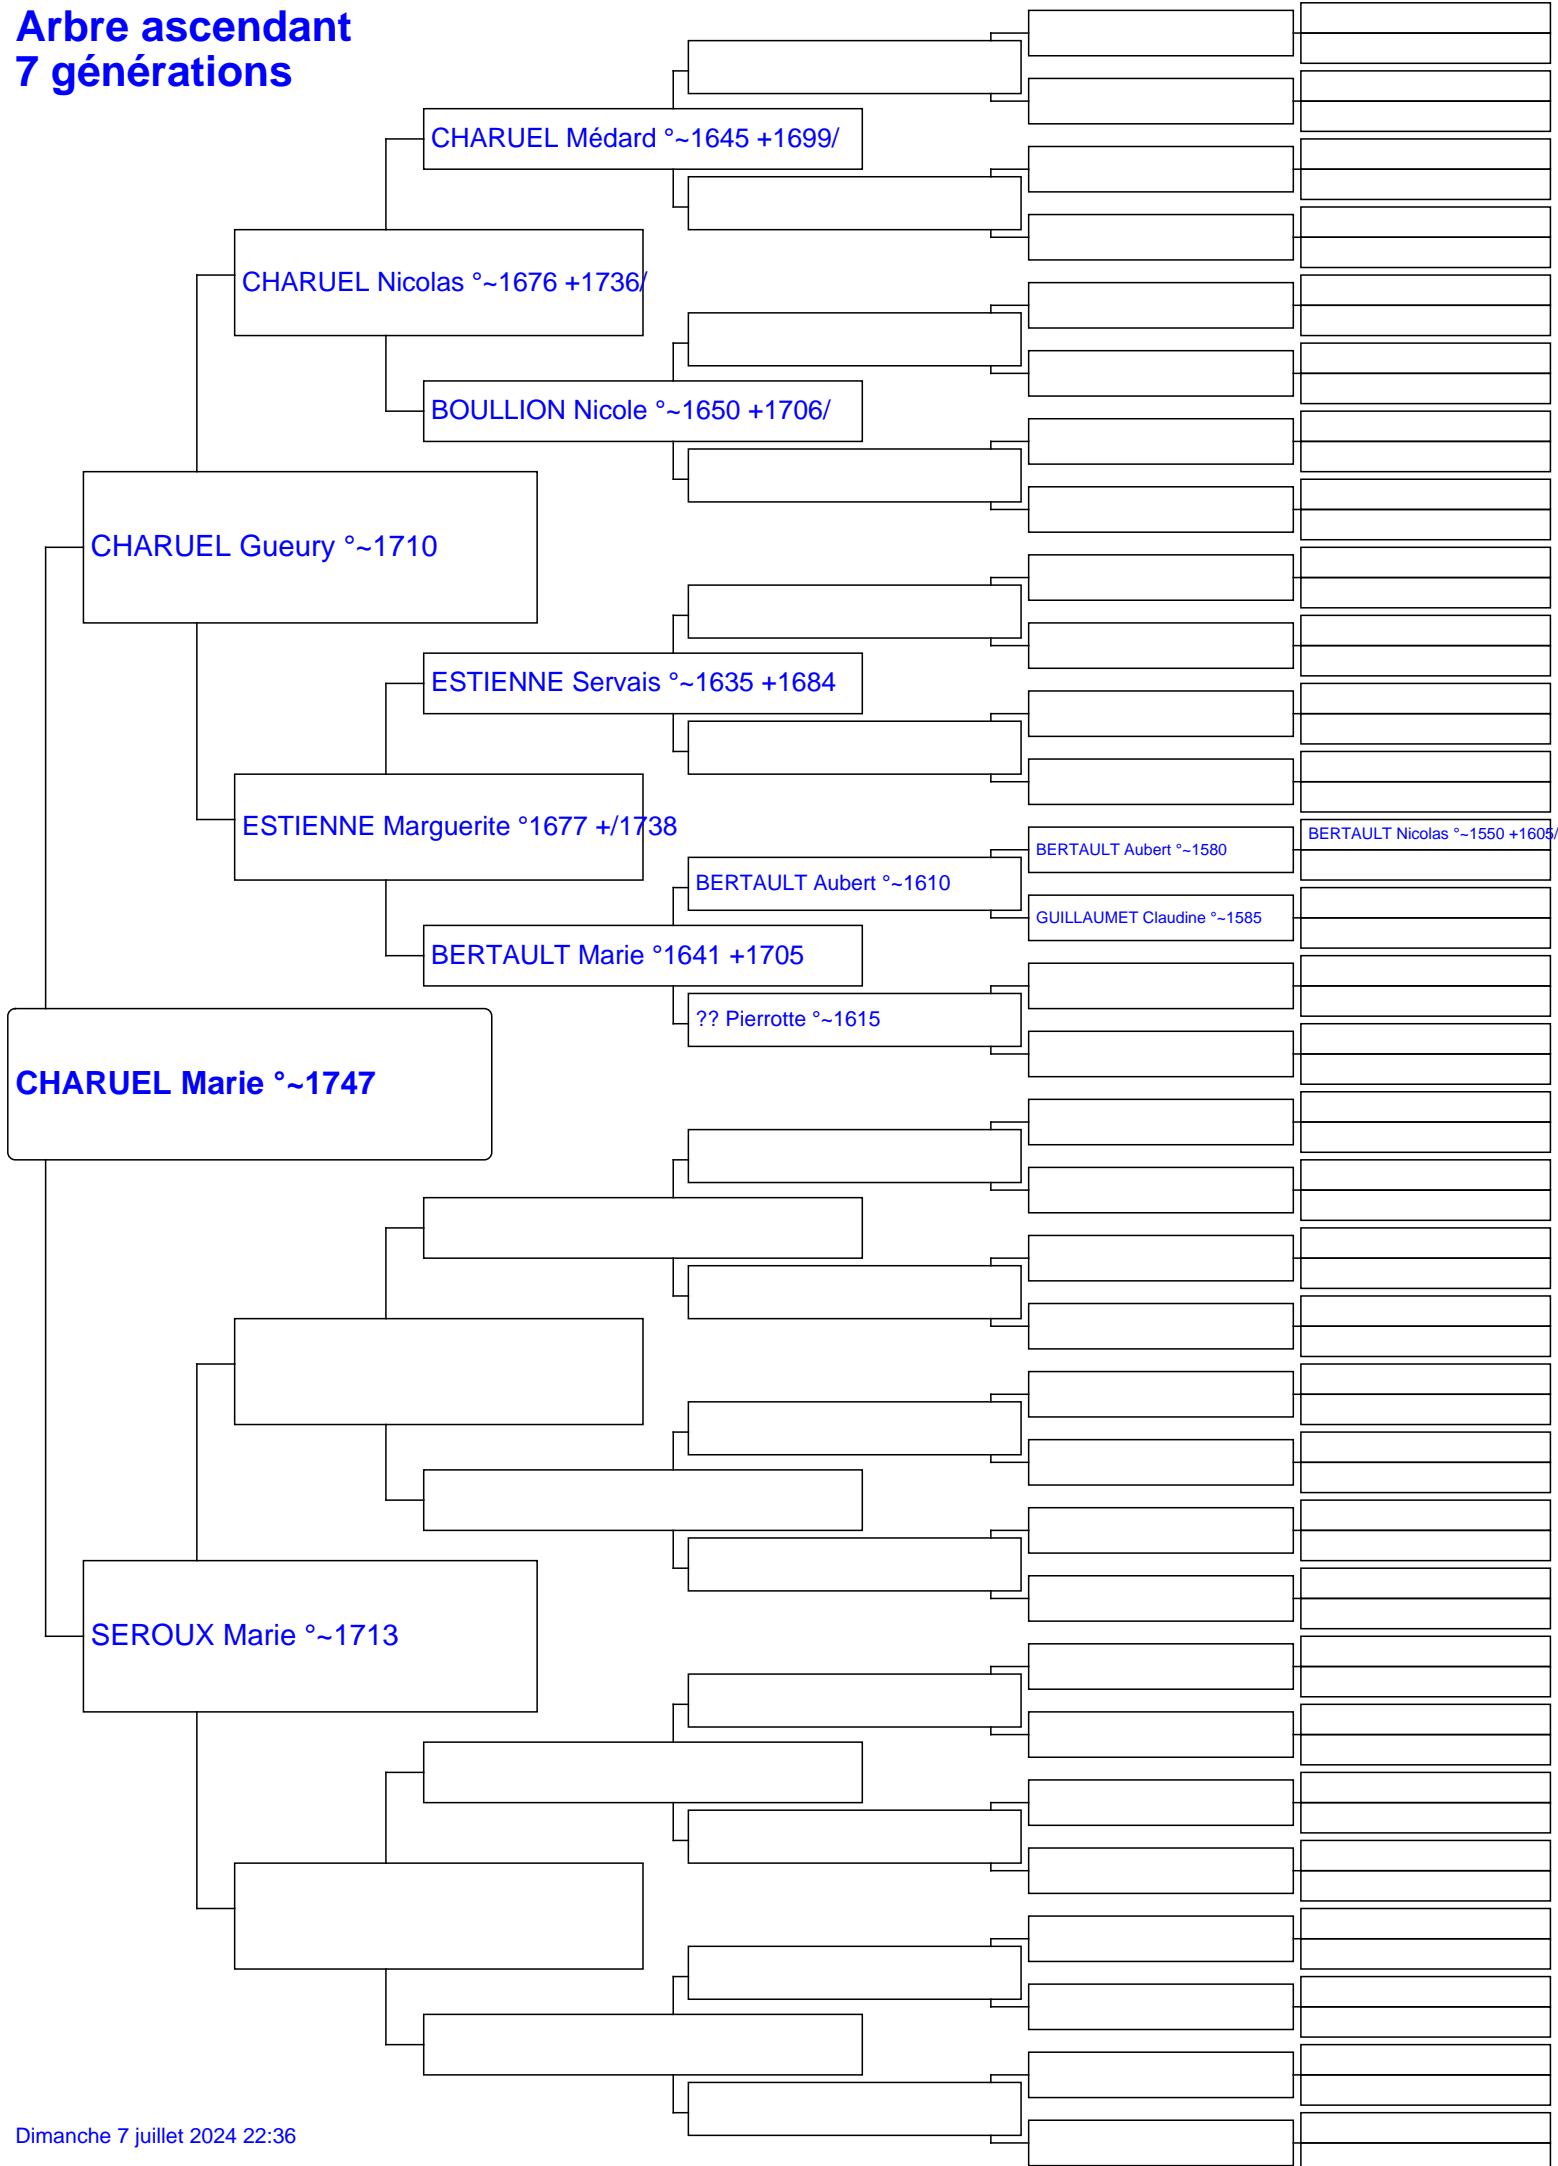 Arbre ascendant
7 générations
CHARUEL Médard °~1645 +1699/
CHARUEL Nicolas °~1676 +1736/
BOULLION Nicole °~1650 +1706/
CHARUEL Gueury °~1710
ESTIENNE Servais °~1635 +1684
ESTIENNE Marguerite °1677 +/1738
BERTAULT Nicolas °~1550 +1605/
BERTAULT Aubert °~1580
BERTAULT Aubert °~1610
GUILLAUMET Claudine °~1585
BERTAULT Marie °1641 +1705
?? Pierrotte °~1615
CHARUEL Marie °~1747
SEROUX Marie °~1713
Dimanche 7 juillet 2024 22:36